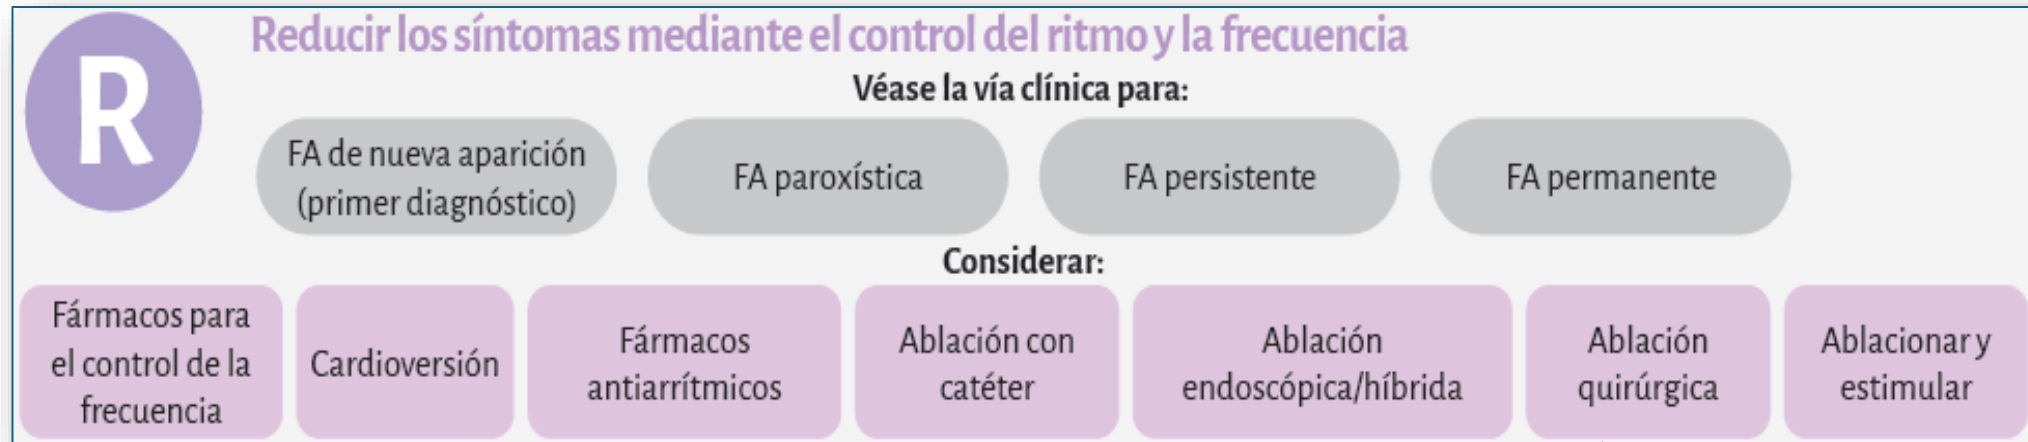 R
Reducir los síntomas mediante el control del ritmo y la frecuencia
Véase la vía clínica para:
FA de nueva aparición
(primer diagnóstico)
FA paroxística
FA persistente
FA permanente
Considerar:
Fármacos para
el control de la
frecuencia
Cardioversión
Fármacos
antiarrítmicos
Ablación con
catéter
Ablación
endoscópica/híbrida
Ablación
quirúrgica
Ablacionar y
estimular